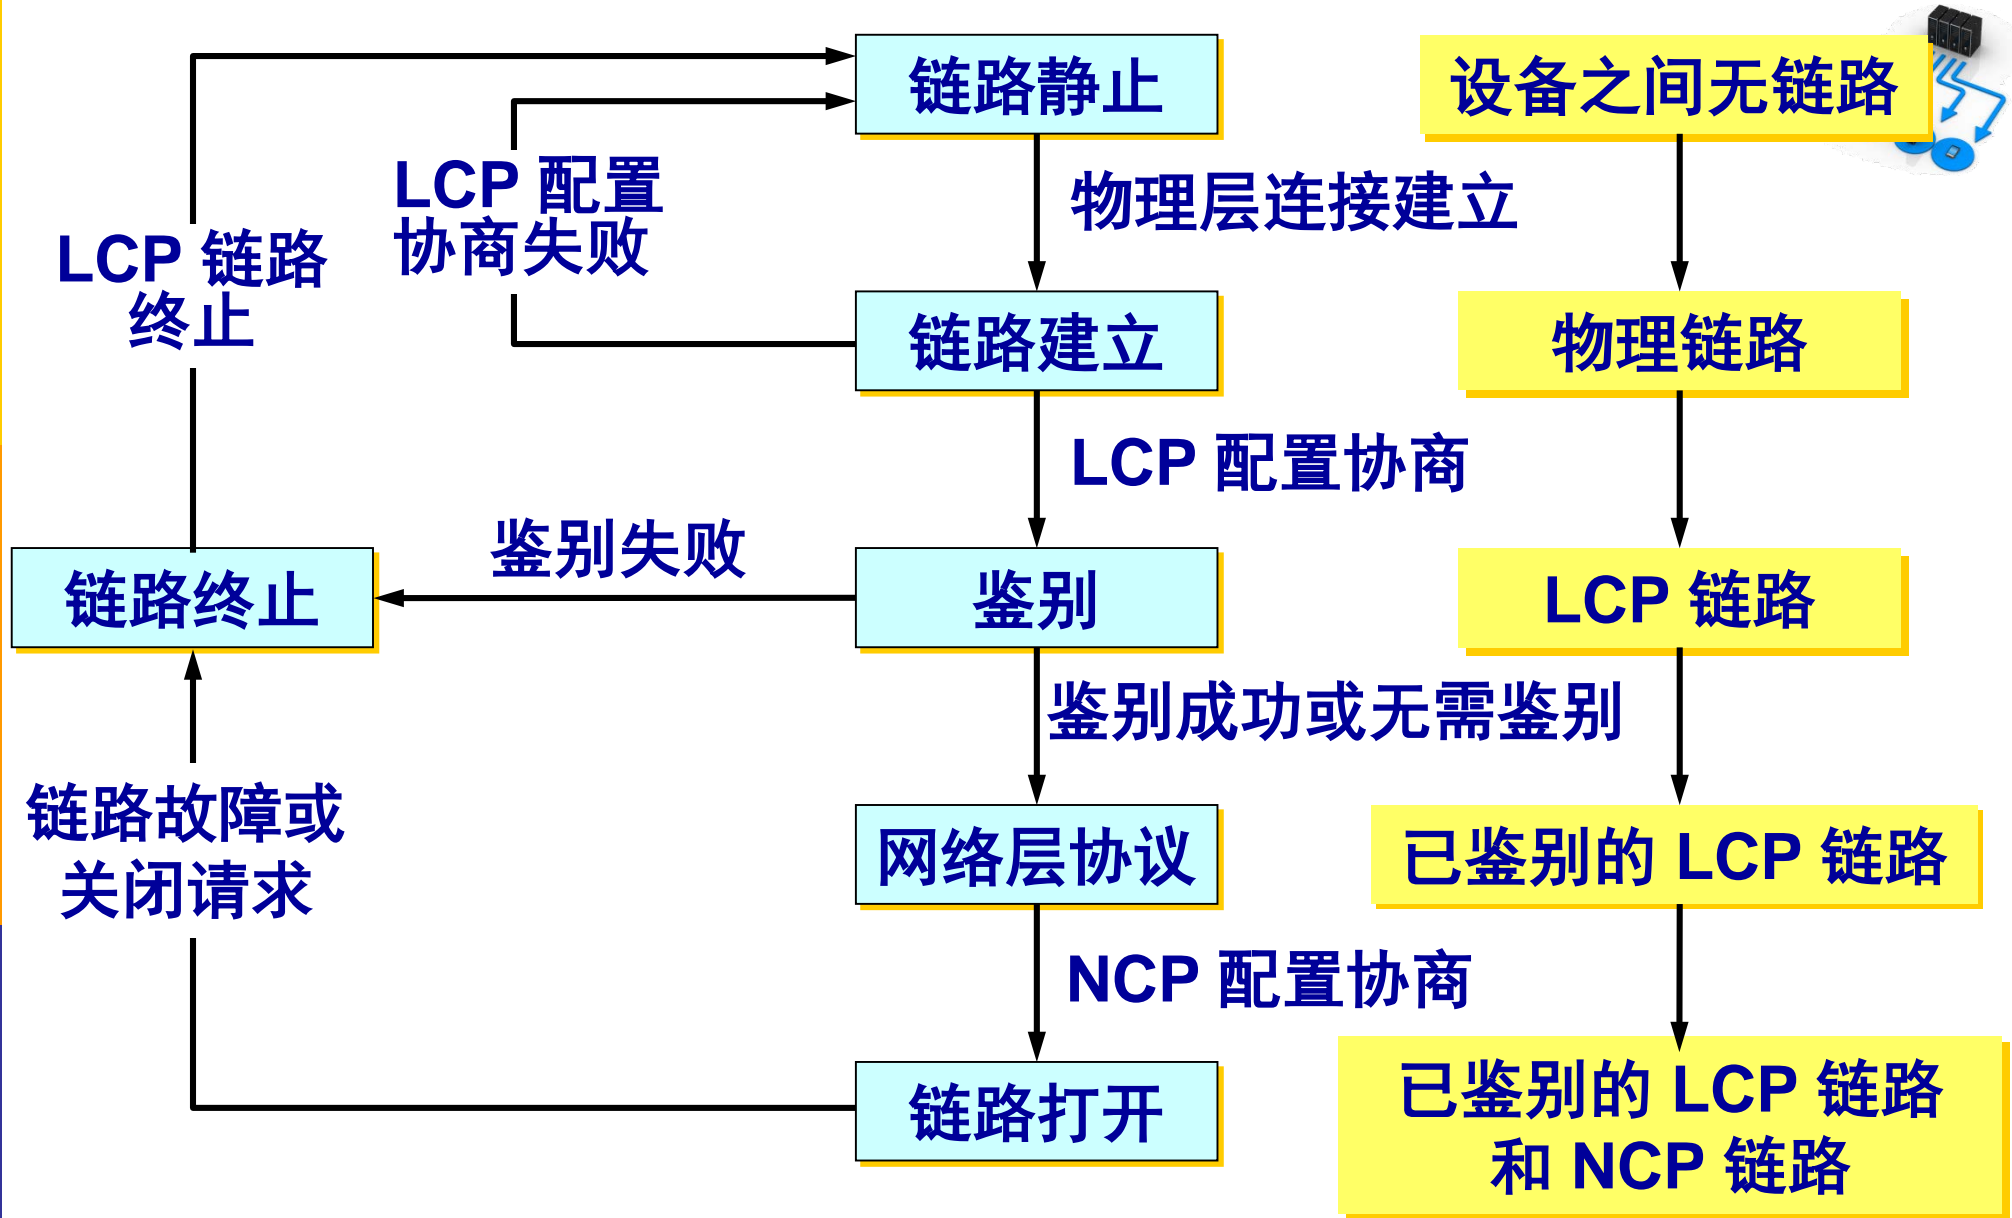 链路静止
设备之间无链路
LCP 配置
协商失败
物理层连接建立
LCP 链路
终止
链路建立
物理链路
LCP 配置协商
鉴别失败
链路终止
鉴别
LCP 链路
鉴别成功或无需鉴别
链路故障或
关闭请求
网络层协议
已鉴别的 LCP 链路
NCP 配置协商
链路打开
已鉴别的 LCP 链路
和 NCP 链路